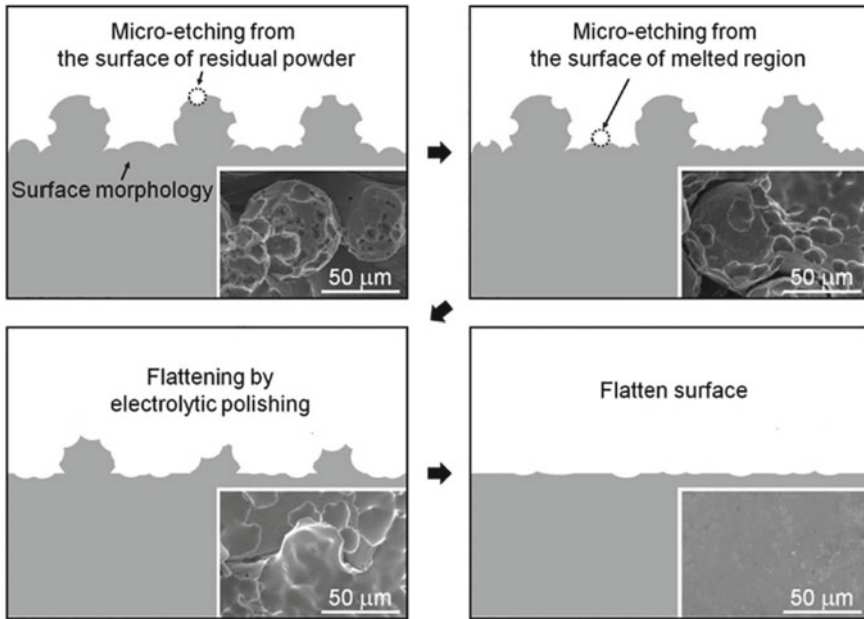 Micro-etching from
the surface of residual powder
Surface morphology
50 μm
Micro-etching from
the surface of melted region
50 μm
Flattening by
electrolytic polishing
50 μm
Flatten surface
50 μm